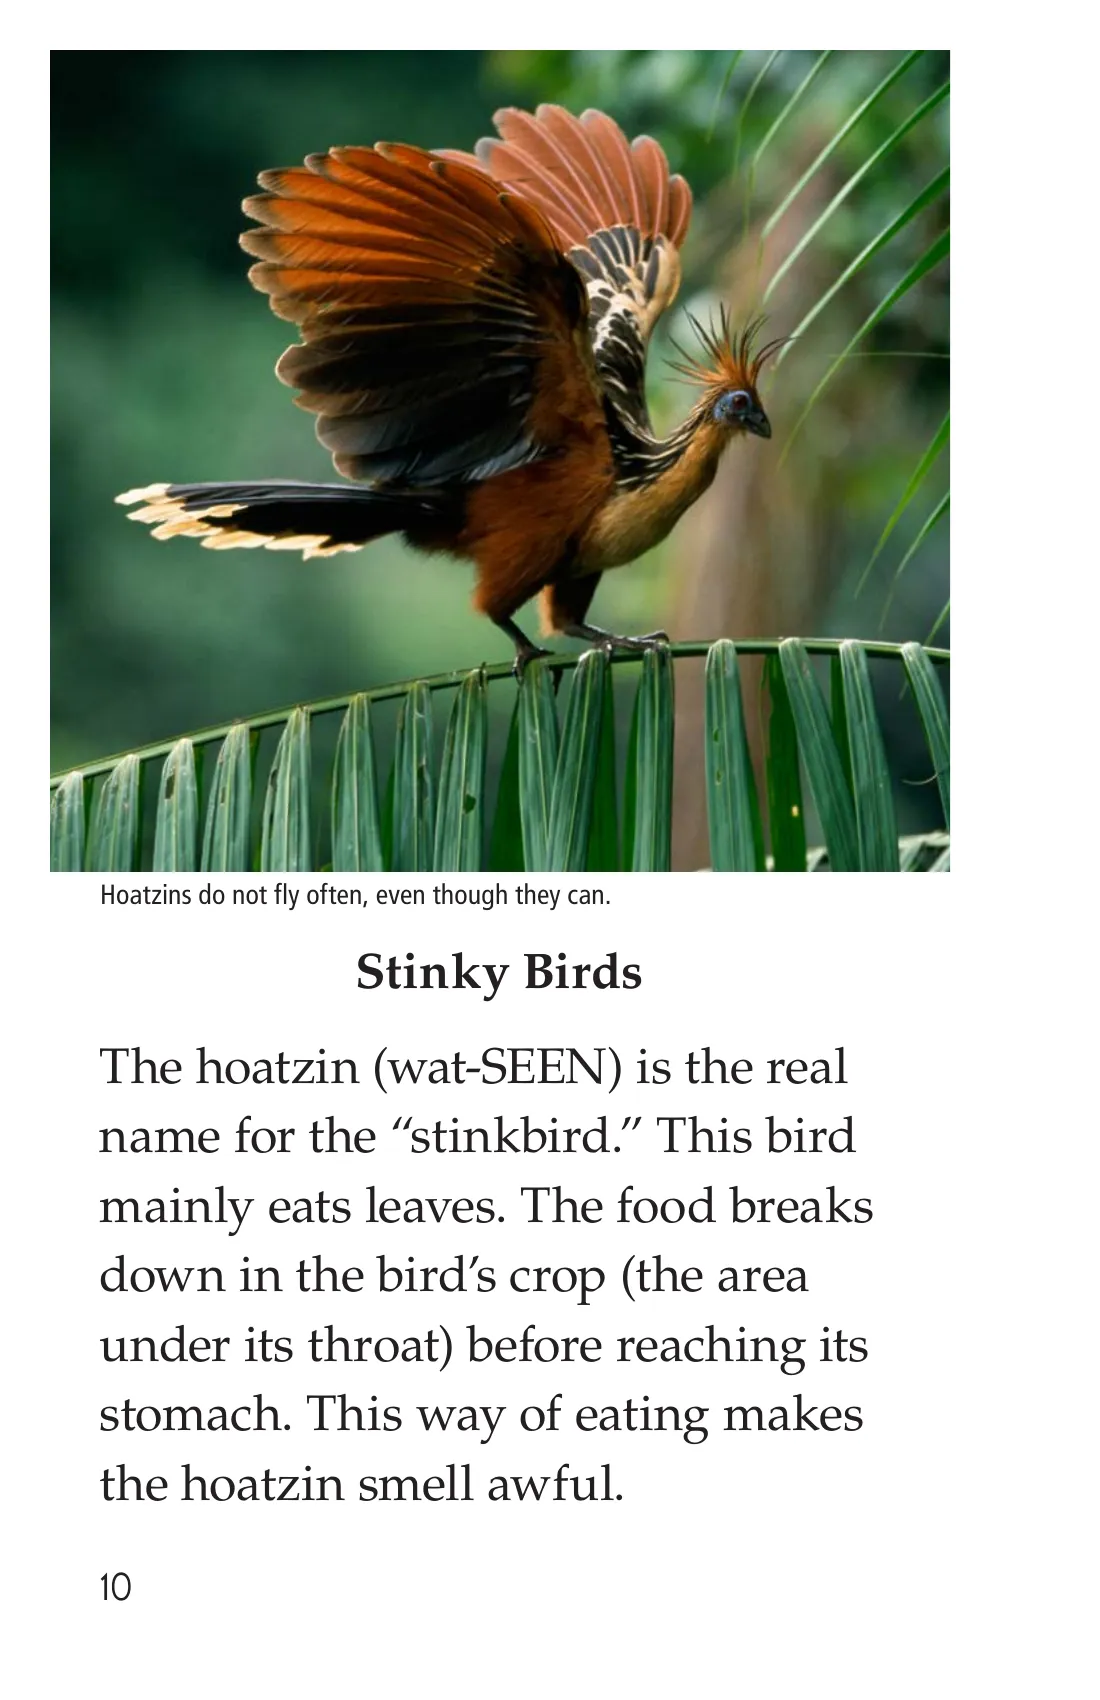 Hoatzins do not fly often, even though they can.
Stinky Birds
The hoatzin (wat-SEEN) is the real
name for the “stinkbird.” This bird
mainly eats leaves. The food breaks
down in the bird’s crop (the area
under its throat) before reaching its
stomach. This way of eating makes
the hoatzin smell awful.
10